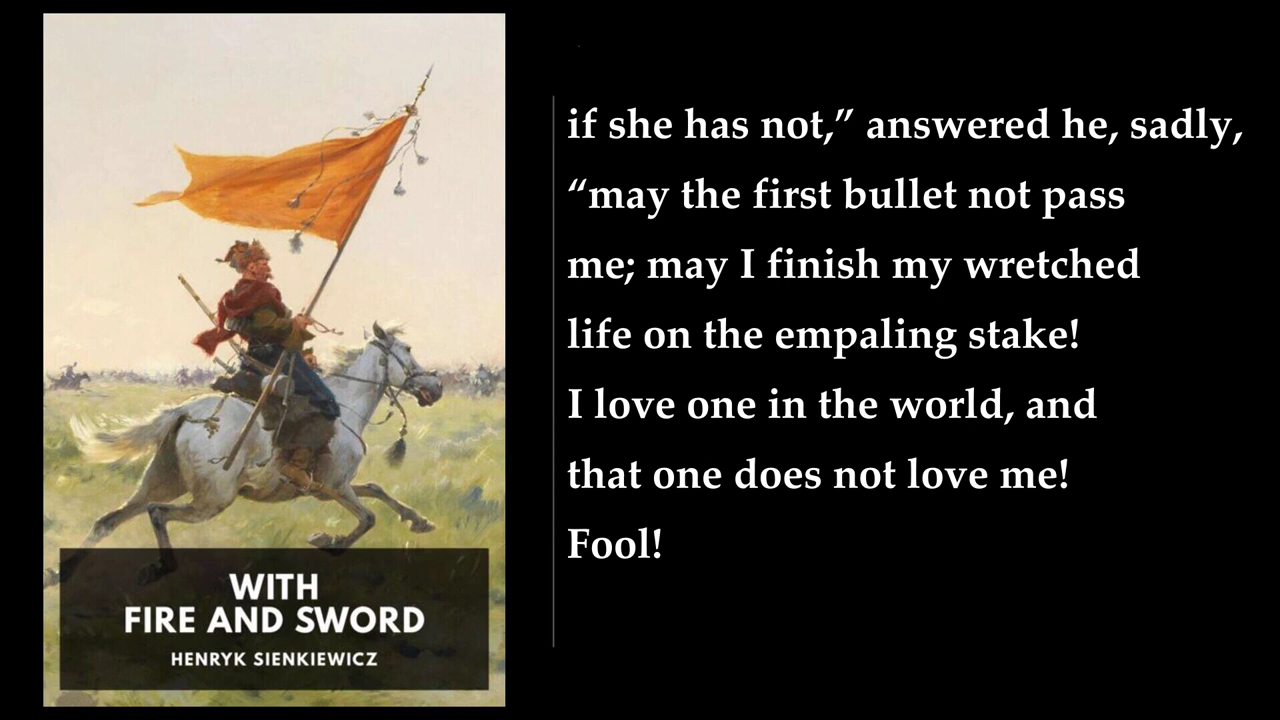 if she has not,” answered he, sadly,
“may the first bullet not pass
me; may I finish my wretched
life on the empaling stake!
I love one in the world, and
that one does not love me!
Fool!
WITH
FIRE AND SWORD
HENRYK SIENKIEWICZ